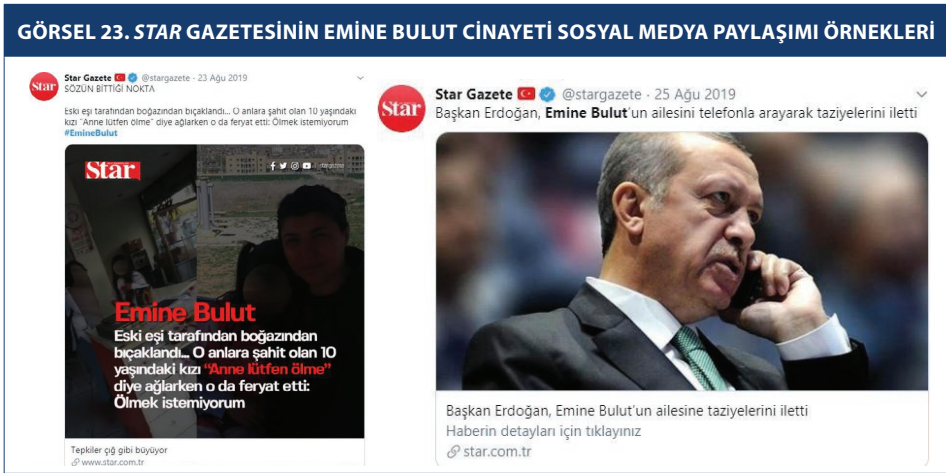 GÖRSEL 23. STAR GAZETESİNİN EMİNE BULUT CİNAYETİ SOSYAL MEDYA PAYLAŞIMI ÖRNEKLERİ
Star
Star Gazete @stargazete · 23 Ağu 2019
SÖZÜN BİTTİĞİ NOKTA
Eski eşi tarafından boğazından bıçaklandı... O anlara şahit olan 10 yaşındaki
kızı "Anne lütfen ölme" diye ağlarken o da feryat etti: Ölmek istemiyorum
#EmineBulut
Star
Emine Bulut
Eski eşi tarafından boğazından
bıçaklandı... O anlara şahit olan 10
yaşındaki kızı "Anne lütfen ölme"
diye ağlarken o da feryat etti:
Ölmek istemiyorum
Tepkiler çığ gibi büyüyor
www.star.com.tr
Star
Star Gazete @stargazete · 25 Ağu 2019
Başkan Erdoğan, Emine Bulut'un ailesini telefonla arayarak taziyelerini iletti
Başkan Erdoğan, Emine Bulut'un ailesine taziyelerini iletti
Haberin detayları için tıklayınız
star.com.tr